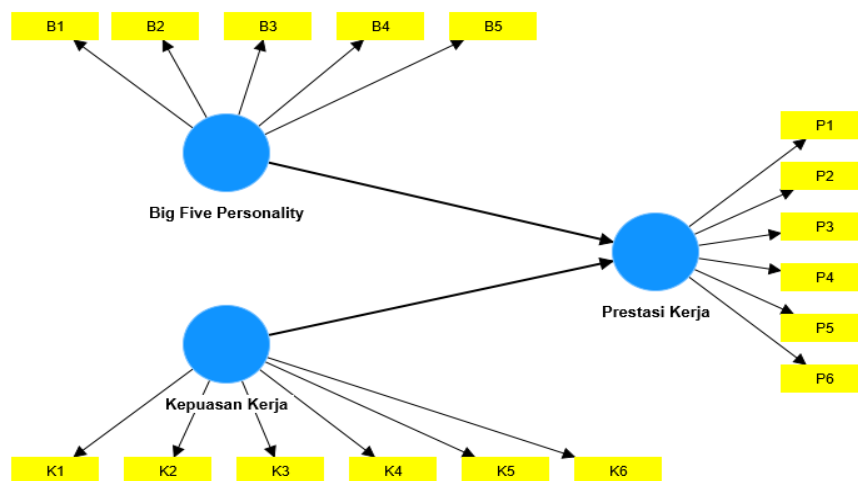 B1 B2 B3 B4 B5
Big Five Personality
P1
P2
P3
P4
P5
P6
Prestasi Kerja
Kepuasan Kerja
K1 K2 K3 K4 K5 K6